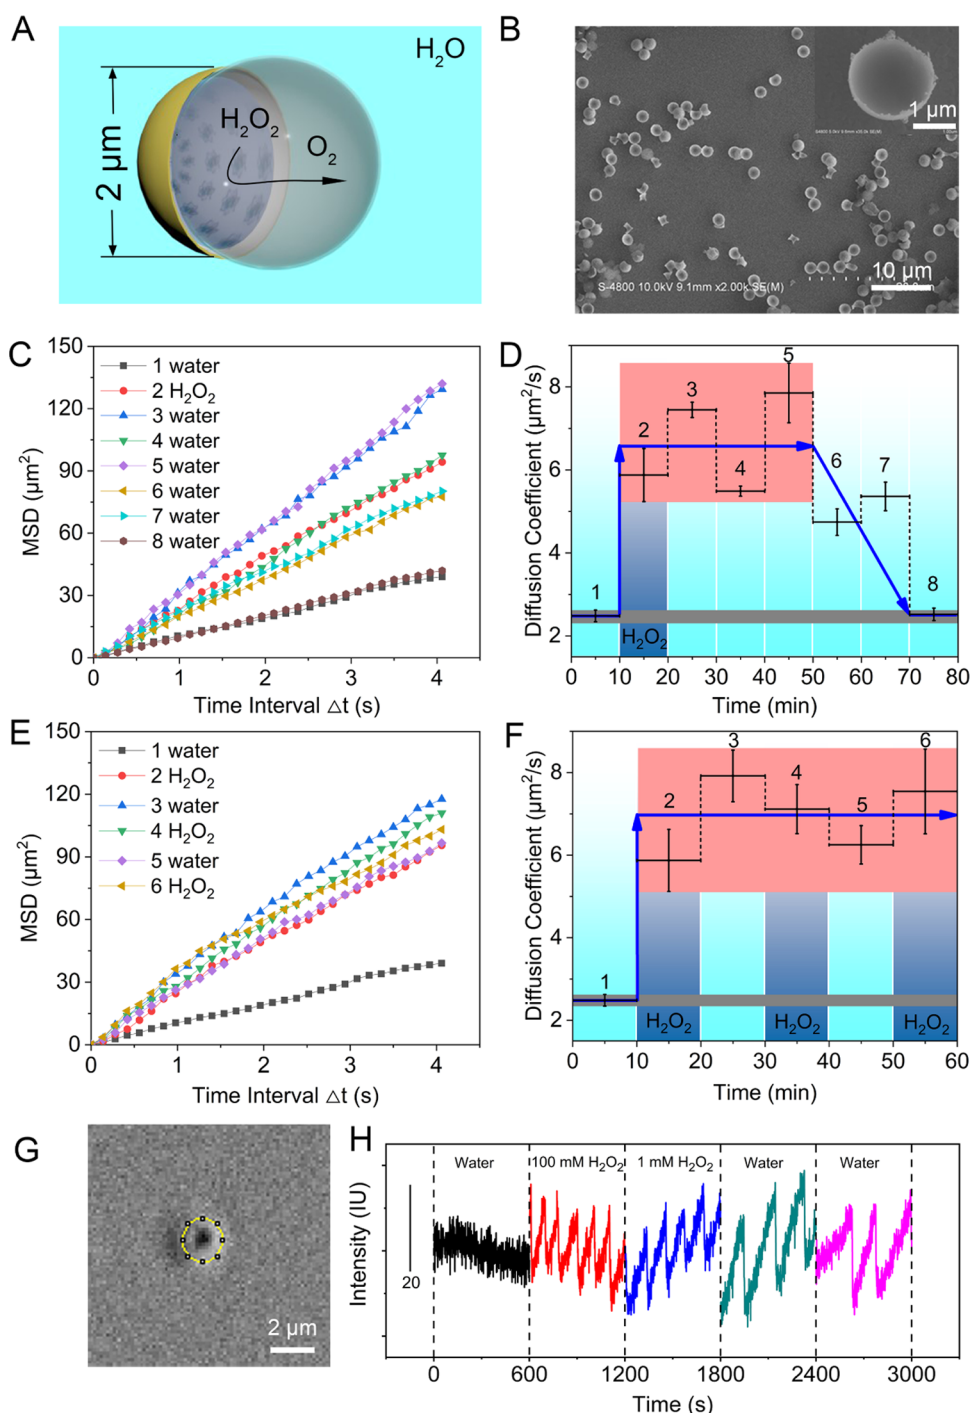 A
H₂O
2 μm
H₂O₂
O₂
B
1 μm
10 μm
S-4800 10.0kV 9.1mm x2.00k SE(M)
C
MSD (μm²)
150
120
90
60
30
0
1 water
2 H₂O₂
3 water
4 water
5 water
6 water
7 water
8 water
0 1 2 3 4
Time Interval △t (s)
D
Diffusion Coefficient (μm²/s)
8
6
4
2
1 2 3 4 5 6 7 8
H₂O₂
0 10 20 30 40 50 60 70 80
Time (min)
E
MSD (μm²)
150
120
90
60
30
0
1 water
2 H₂O₂
3 water
4 H₂O₂
5 water
6 H₂O₂
0 1 2 3 4
Time Interval △t (s)
F
Diffusion Coefficient (μm²/s)
8
6
4
2
1 2 3 4 5 6
H₂O₂ H₂O₂ H₂O₂
0 10 20 30 40 50 60
Time (min)
G
2 μm
H
Intensity (IU)
20
Water 100 mM H₂O₂ 1 mM H₂O₂ Water Water
0 600 1200 1800 2400 3000
Time (s)